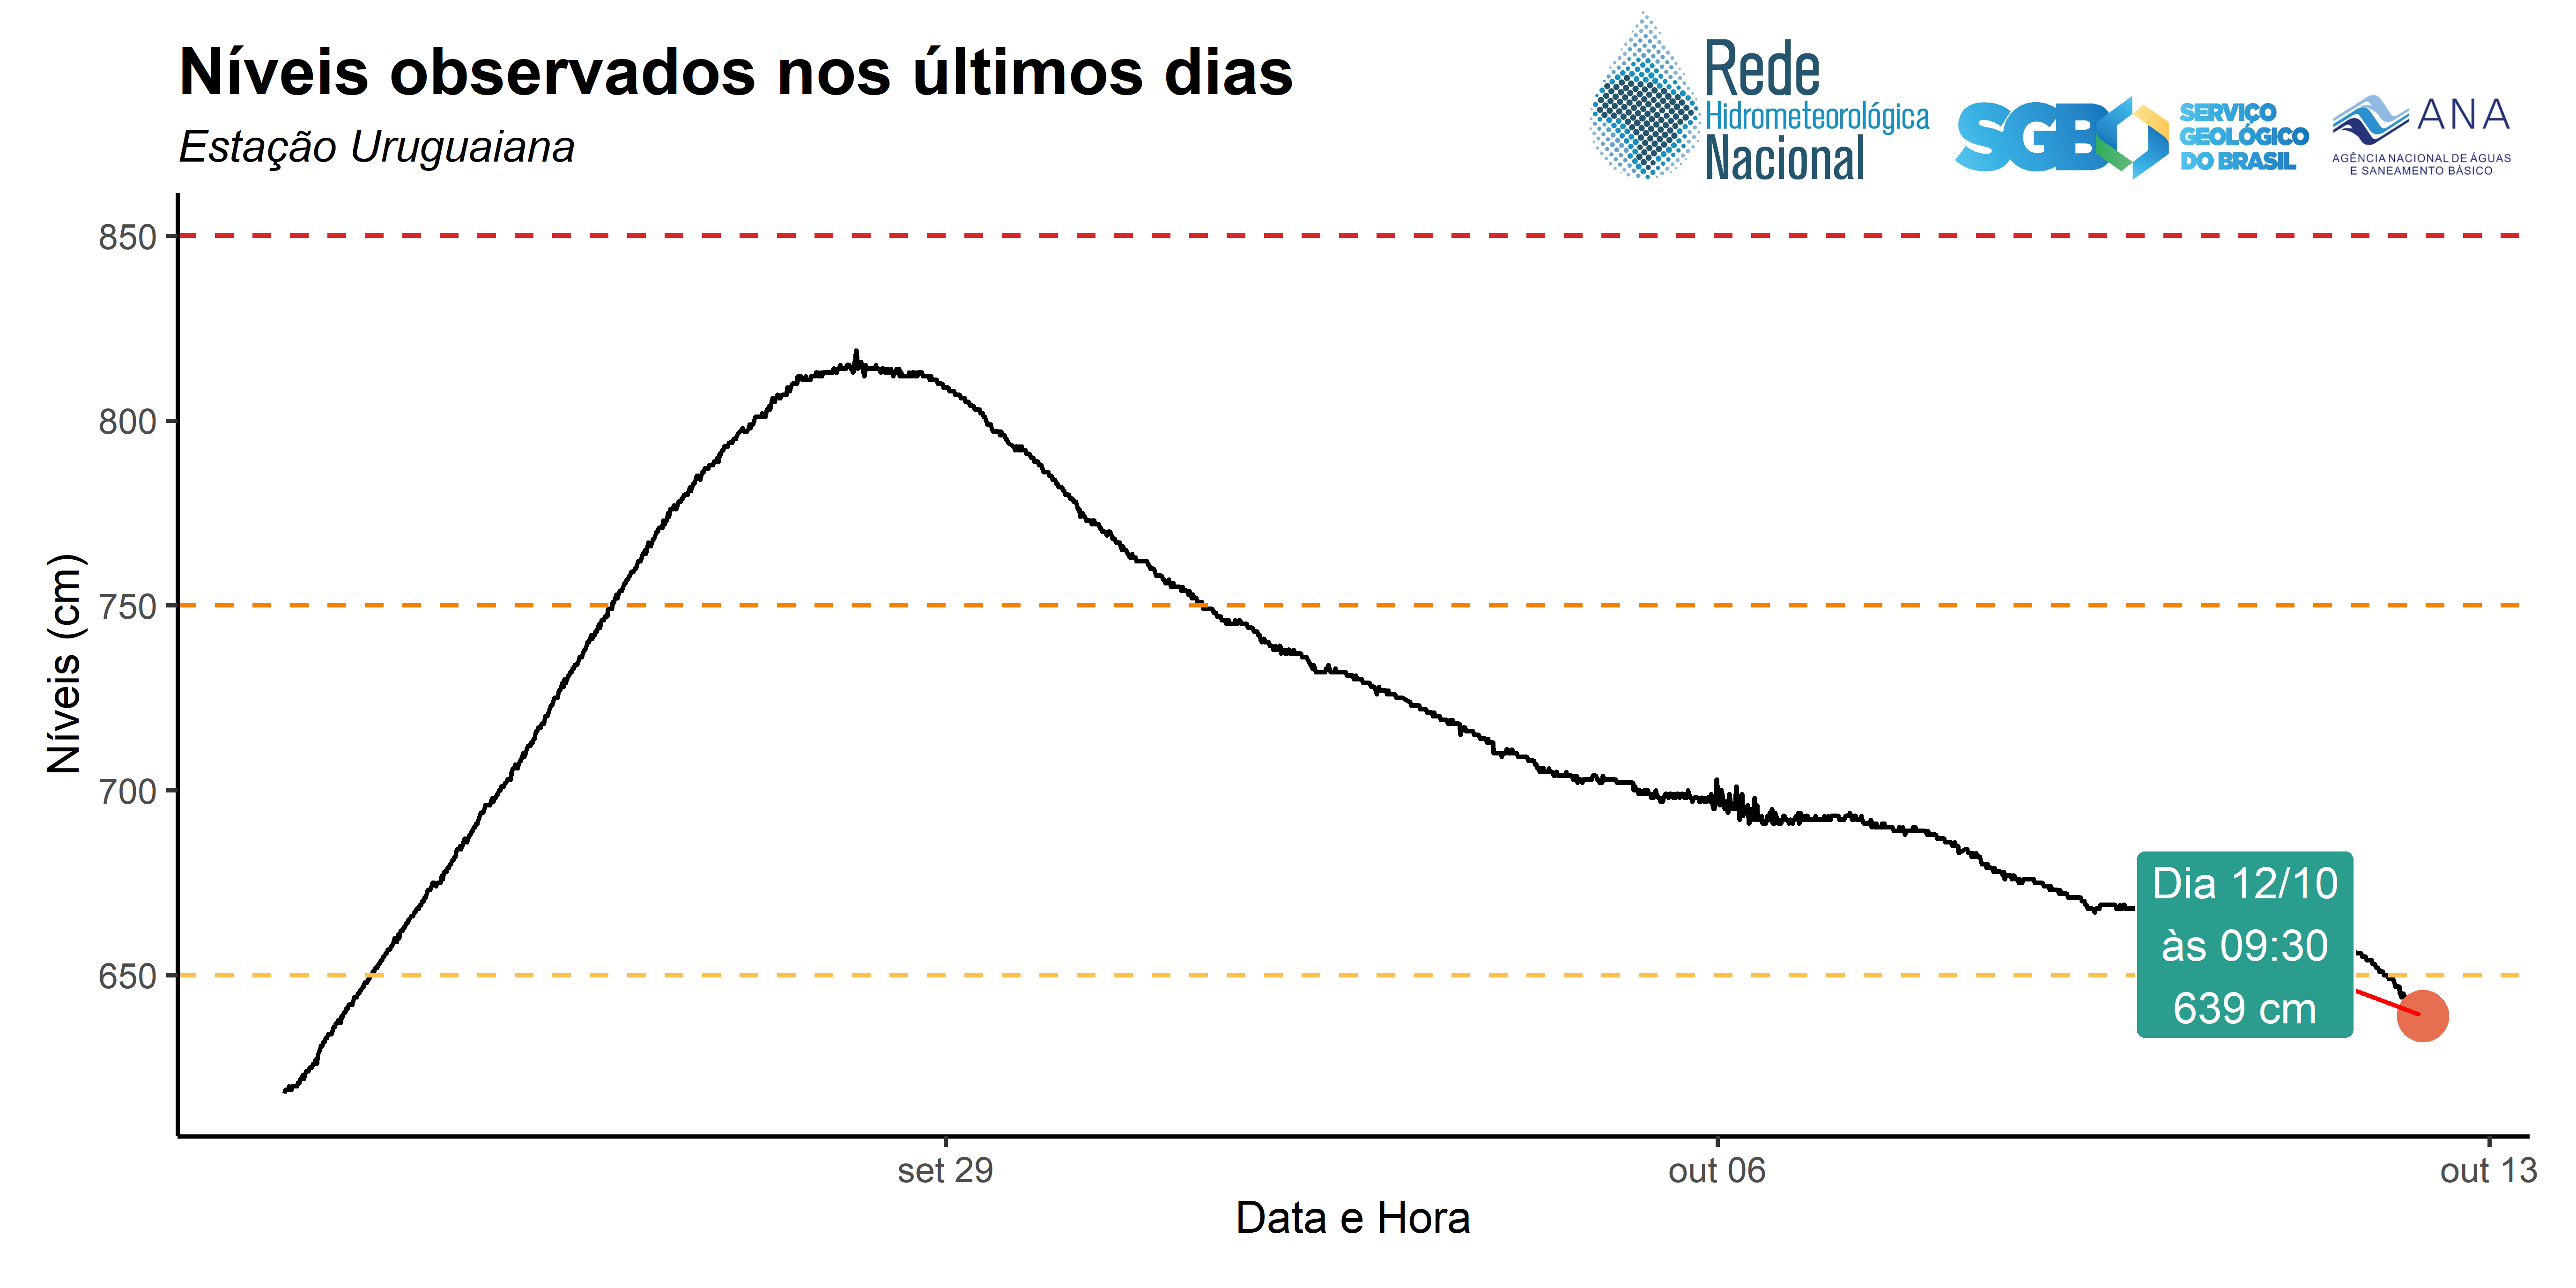 Níveis observados nos últimos dias
Estação Uruguaiana
Rede
Hidrometeorológica
Nacional
SGB
SERVIÇO
GEOLÓGICO
DO BRASIL
ANA
AGÊNCIA NACIONAL DE ÁGUAS
E SANEAMENTO BÁSICO
Níveis (cm)
850
800
750
700
650
Dia 12/10
às 09:30
639 cm
set 29
out 06
out 13
Data e Hora